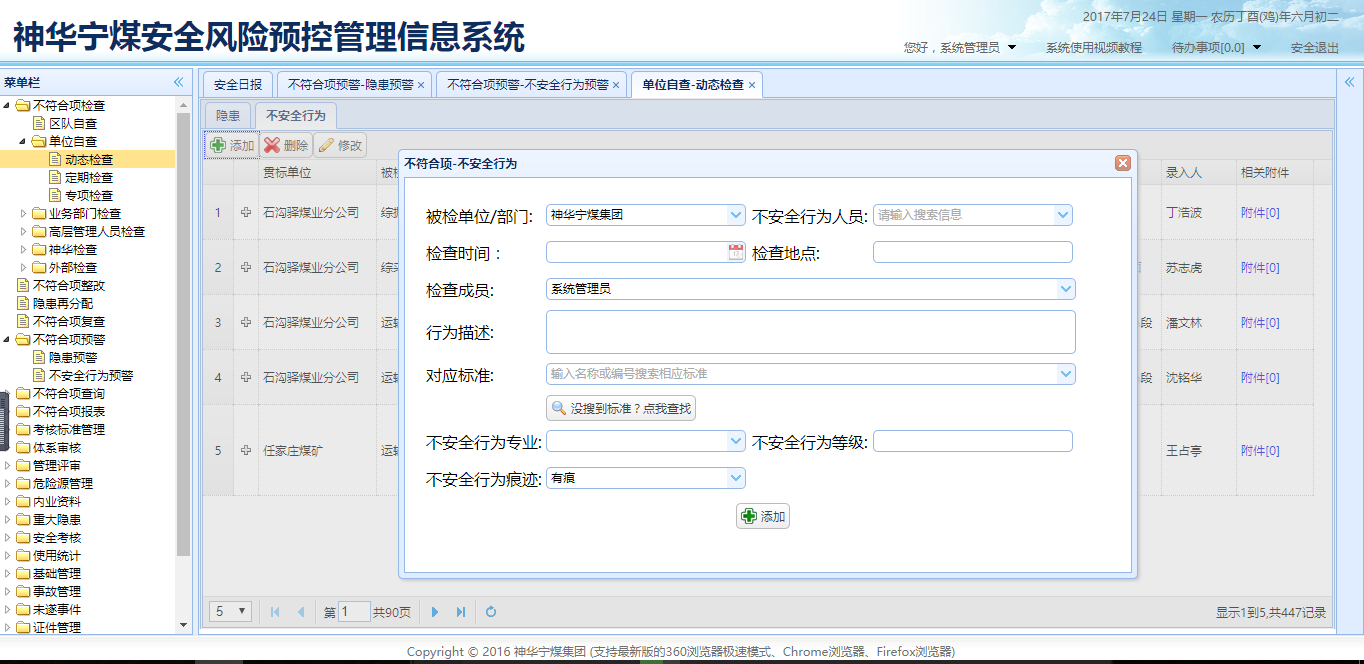 神华宁煤安全风险预控管理信息系统
2017年7月24日 星期一 农历丁酉(鸡)年六月初二
您好，系统管理员 系统使用视频教程 待办事项[0.0] 安全退出
菜单栏
不符合项检查
区队自查
单位自查
动态检查
定期检查
专项检查
业务部门检查
高层管理人员检查
神华检查
外部检查
不符合项整改
隐患再分配
不符合项复查
不符合项预警
隐患预警
不安全行为预警
不符合项查询
不符合项报表
考核标准管理
体系审核
管理评审
危险源管理
内业资料
重大隐患
安全考核
使用统计
基础管理
事故管理
未遂事件
证件管理
安全日报 不符合项预警-隐患预警 不符合项预警-不安全行为预警 单位自查-动态检查
隐患 不安全行为
添加 删除 修改
贯标单位 被检 录入人 相关附件
1 石沟驿煤业分公司 综掘 丁浩波 附件[0]
2 石沟驿煤业分公司 综采 苏志虎 附件[0]
3 石沟驿煤业分公司 运输 段 潘文林 附件[0]
4 石沟驿煤业分公司 运输 段 沈铭华 附件[0]
5 任家庄煤矿 运输 王占亭 附件[0]
不符合项-不安全行为
被检单位/部门: 神华宁煤集团 不安全行为人员: 请输入搜索信息
检查时间： 检查地点:
检查成员: 系统管理员
行为描述:
对应标准: 输入名称或编号搜索相应标准
没搜到标准？点我查找
不安全行为专业: 不安全行为等级:
不安全行为痕迹: 有痕
添加
5 第 1 共90页 显示1到5,共447记录
Copyright © 2016 神华宁煤集团 (支持最新版的360浏览器极速模式、Chrome浏览器、Firefox浏览器)